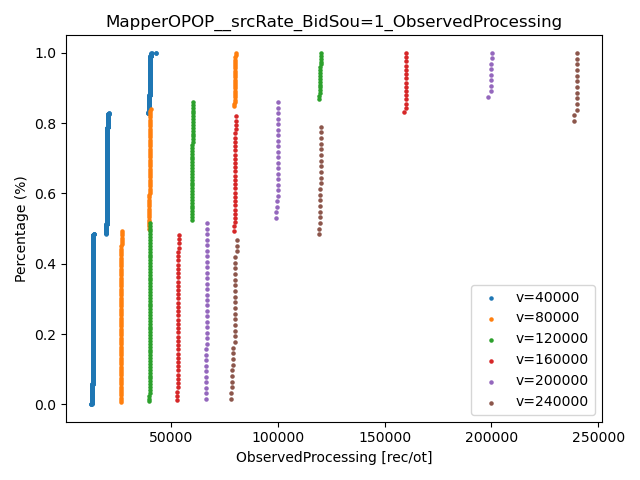 MapperOPOP__srcRate_BidSou=1_ObservedProcessing
1.0
0.8
0.6
0.4
0.2
0.0
Percentage (%)
v=40000
v=80000
v=120000
v=160000
v=200000
v=240000
50000 100000 150000 200000 250000
ObservedProcessing [rec/ot]